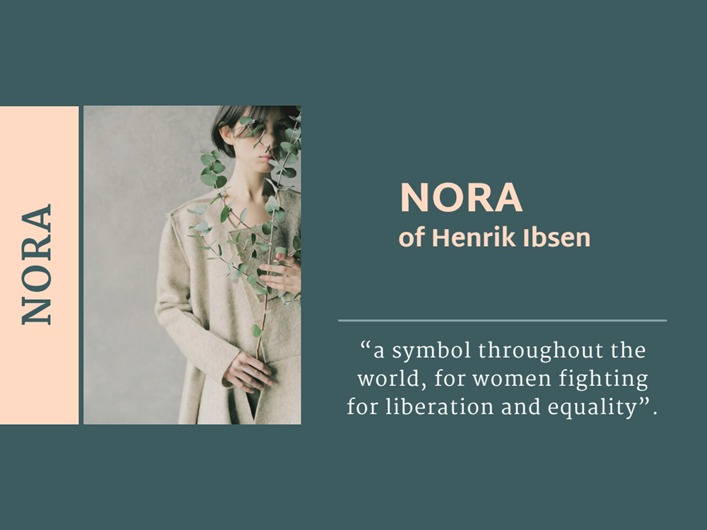 NORA
NORA
of Henrik Ibsen
“a symbol throughout the
world, for women fighting
for liberation and equality”.